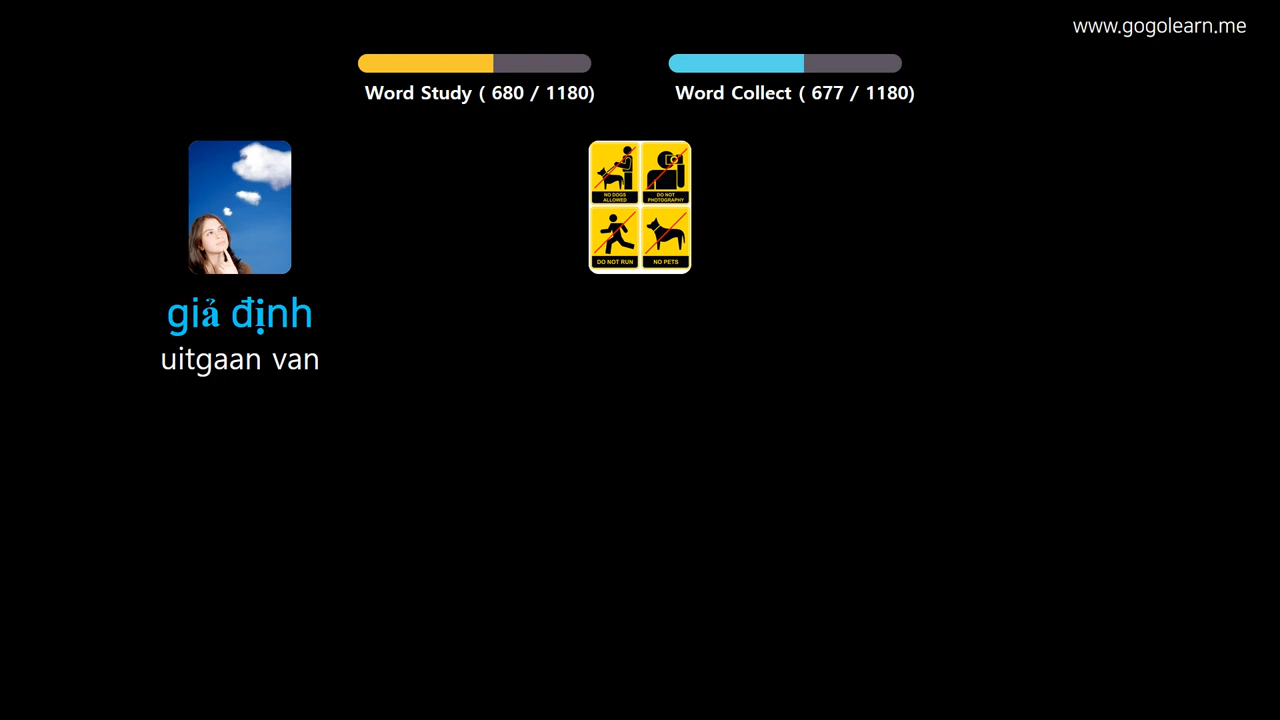 www.gogolearn.me
Word Study ( 680 / 1180)
Word Collect ( 677 / 1180)
NO DOGS
ALLOWED
DO NOT
PHOTOGRAPHY
DO NOT RUN
NO PETS
giả định
uitgaan van